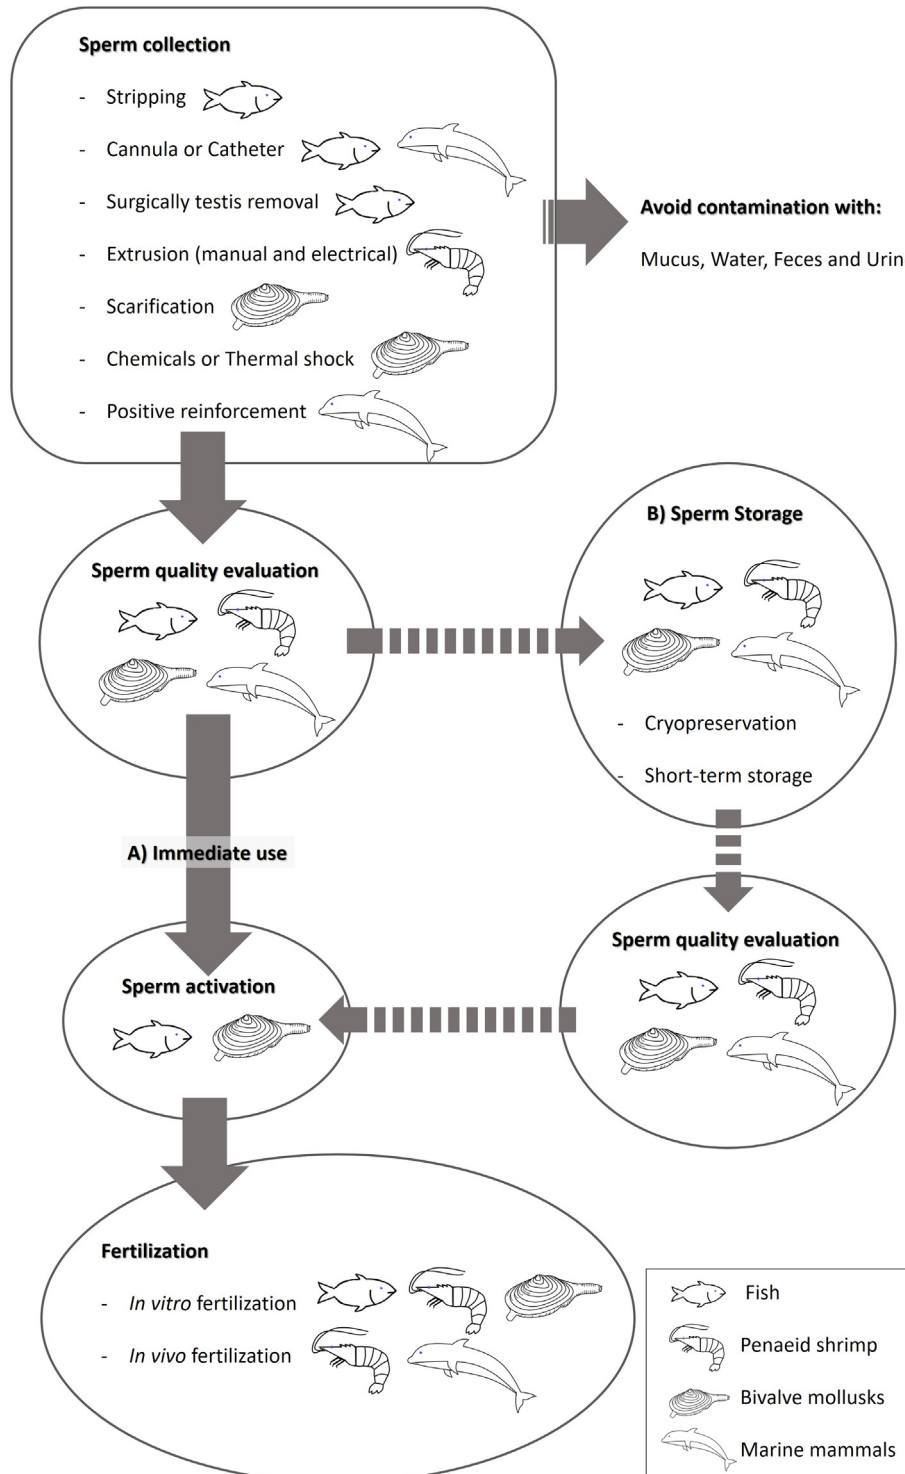 Sperm collection
- Stripping
- Cannula or Catheter
- Surgically testis removal
- Extrusion (manual and electrical)
- Scarification
- Chemicals or Thermal shock
- Positive reinforcement
Avoid contamination with:
Mucus, Water, Feces and Urin
Sperm quality evaluation
B) Sperm Storage
- Cryopreservation
- Short-term storage
A) Immediate use
Sperm quality evaluation
Sperm activation
Fertilization
- In vitro fertilization
- In vivo fertilization
Fish
Penaeid shrimp
Bivalve mollusks
Marine mammals